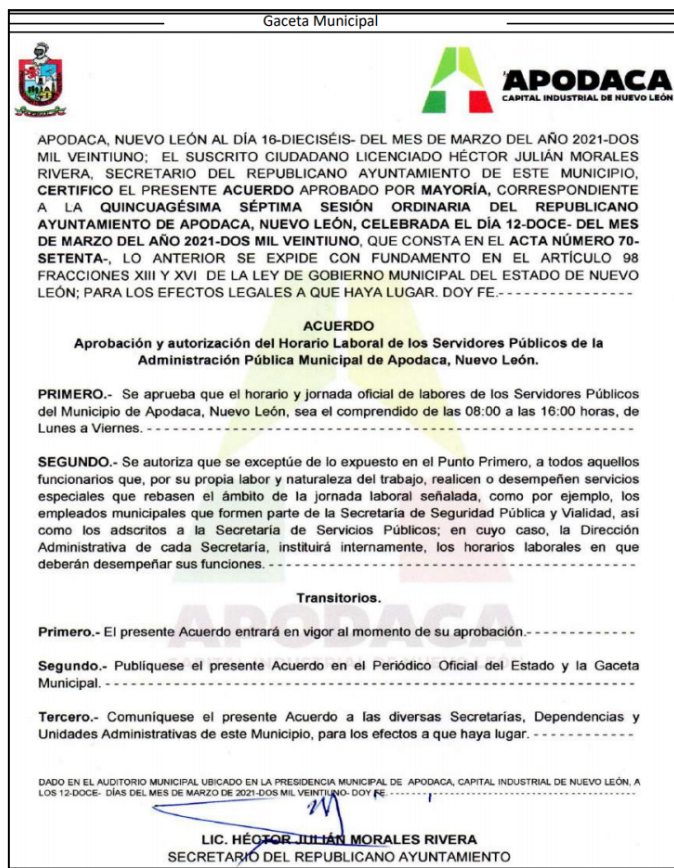 Gaceta Municipal
APODACA
CAPITAL INDUSTRIAL DE NUEVO LEÓN
APODACA, NUEVO LEÓN AL DÍA 16-DIECISÉIS- DEL MES DE MARZO DEL AÑO 2021-DOS
MIL VEINTIUNO; EL SUSCRITO CIUDADANO LICENCIADO HÉCTOR JULIÁN MORALES
RIVERA, SECRETARIO DEL REPUBLICANO AYUNTAMIENTO DE ESTE MUNICIPIO,
CERTIFICO EL PRESENTE ACUERDO APROBADO POR MAYORÍA, CORRESPONDIENTE
A LA QUINCUAGÉSIMA SÉPTIMA SESIÓN ORDINARIA DEL REPUBLICANO
AYUNTAMIENTO DE APODACA, NUEVO LEÓN, CELEBRADA EL DÍA 12-DOCE- DEL MES
DE MARZO DEL AÑO 2021-DOS MIL VEINTIUNO, QUE CONSTA EN EL ACTA NÚMERO 70-
SETENTA-, LO ANTERIOR SE EXPIDE CON FUNDAMENTO EN EL ARTÍCULO 98
FRACCIONES XIII Y XVI DE LA LEY DE GOBIERNO MUNICIPAL DEL ESTADO DE NUEVO
LEÓN; PARA LOS EFECTOS LEGALES A QUE HAYA LUGAR. DOY FE.- - - - - - - - - - - - - - - -
ACUERDO
Aprobación y autorización del Horario Laboral de los Servidores Públicos de la
Administración Pública Municipal de Apodaca, Nuevo León.
PRIMERO.- Se aprueba que el horario y jornada oficial de labores de los Servidores Públicos
del Municipio de Apodaca, Nuevo León, sea el comprendido de las 08:00 a las 16:00 horas, de
Lunes a Viernes. - - - - - - - - - - - - - - - - - - - - - - - - - - - - - - - - - - - - - - - - - - - - - - - -
SEGUNDO.- Se autoriza que se exceptúe de lo expuesto en el Punto Primero, a todos aquellos
funcionarios que, por su propia labor y naturaleza del trabajo, realicen o desempeñen servicios
especiales que rebasen el ámbito de la jornada laboral señalada, como por ejemplo, los
empleados municipales que formen parte de la Secretaría de Seguridad Pública y Vialidad, así
como los adscritos a la Secretaría de Servicios Públicos; en cuyo caso, la Dirección
Administrativa de cada Secretaría, instituirá internamente, los horarios laborales en que
deberán desempeñar sus funciones. - - - - - - - - - - - - - - - - - - - - - - - - - - - - - - - - - - - -
Transitorios.
APODACA
Primero.- El presente Acuerdo entrará en vigor al momento de su aprobación.- - - - - - - - - - - -
Segundo.- Publíquese el presente Acuerdo en el Periódico Oficial del Estado y la Gaceta
Municipal. - - - - - - - - - - - - - - - - - - - - - - - - - - - - - - - - - - - - - - - - - - - - - - - - - - - - -
Tercero.- Comuníquese el presente Acuerdo a las diversas Secretarías, Dependencias y
Unidades Administrativas de este Municipio, para los efectos a que haya lugar. - - - - - - - - - - -
DADO EN EL AUDITORIO MUNICIPAL UBICADO EN LA PRESIDENCIA MUNICIPAL DE APODACA, CAPITAL INDUSTRIAL DE NUEVO LEÓN, A
LOS 12-DOCE- DÍAS DEL MES DE MARZO DE 2021-DOS MIL VEINTIUNO- DOY FE. - - - - - - - - - - - - - - - - - - - - - - - - - - - -
LIC. HÉCTOR JULIÁN MORALES RIVERA
SECRETARIO DEL REPUBLICANO AYUNTAMIENTO